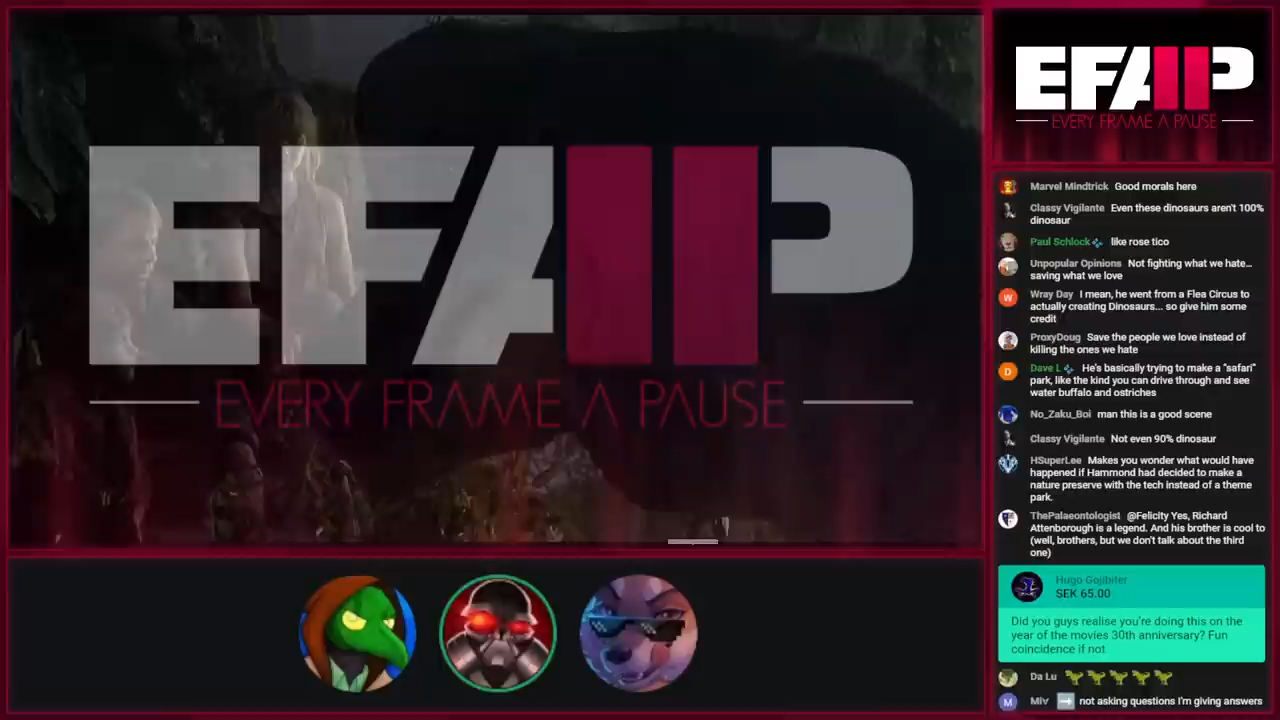 EFAP
EVERY FRAME A PAUSE
EFAP
EVERY FRAME A PAUSE
Marvel Mindtrick Good morals here
Classy Vigilante Even these dinosaurs aren't 100%
dinosaur
Paul Schlock like rose tico
Unpopular Opinions Not fighting what we hate...
saving what we love
W
Wray Day I mean, he went from a Flea Circus to
actually creating Dinosaurs... so give him some
credit
ProxyDoug Save the people we love instead of
killing the ones we hate
D
Dave L He's basically trying to make a "safari"
park, like the kind you can drive through and see
water buffalo and ostriches
No_Zaku_Boi man this is a good scene
Classy Vigilante Not even 90% dinosaur
HSuperLee Makes you wonder what would have
happened if Hammond had decided to make a
nature preserve with the tech instead of a theme
park.
ThePalaeontologist @Felicity Yes, Richard
Attenborough is a legend. And his brother is cool to
(well, brothers, but we don't talk about the third
one)
Hugo Gojibiter
SEK 65.00
Did you guys realise you're doing this on the
year of the movies 30th anniversary? Fun
coincidence if not
Da Lu
M
not asking questions I'm giving answers